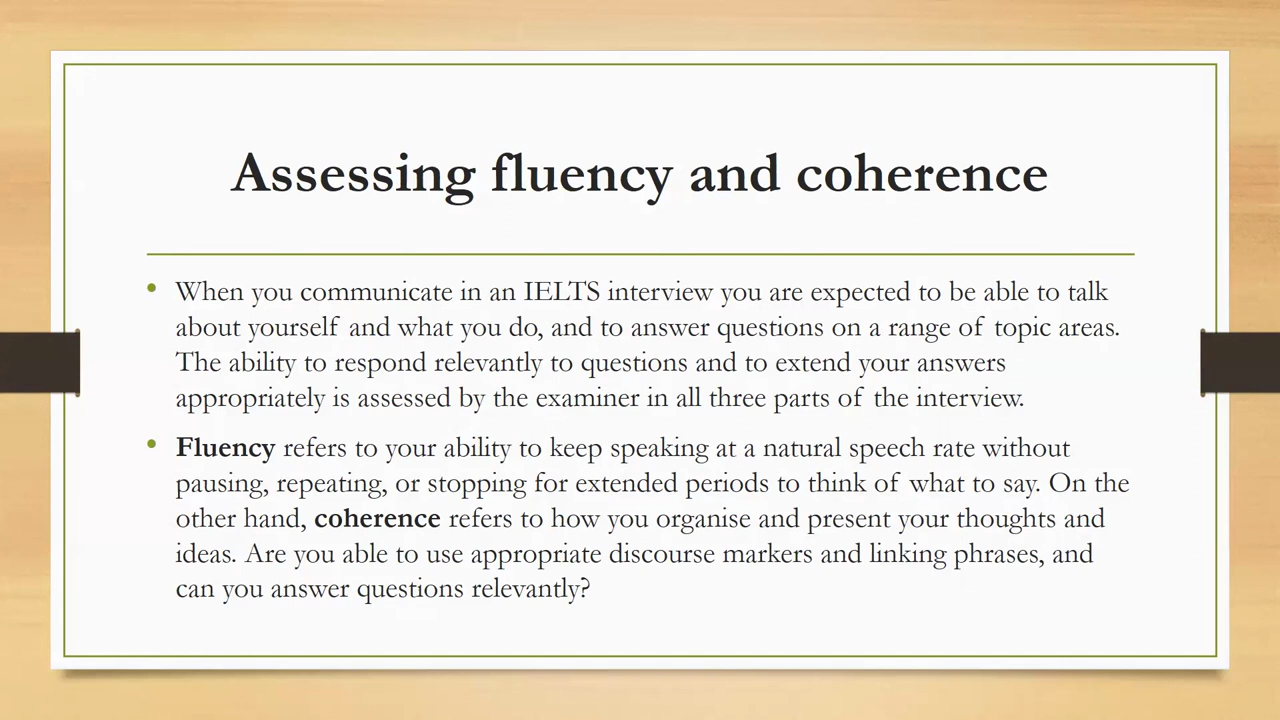 Assessing fluency and coherence
• When you communicate in an IELTS interview you are expected to be able to talk
about yourself and what you do, and to answer questions on a range of topic areas.
The ability to respond relevantly to questions and to extend your answers
appropriately is assessed by the examiner in all three parts of the interview.
• Fluency refers to your ability to keep speaking at a natural speech rate without
pausing, repeating, or stopping for extended periods to think of what to say. On the
other hand, coherence refers to how you organise and present your thoughts and
ideas. Are you able to use appropriate discourse markers and linking phrases, and
can you answer questions relevantly?